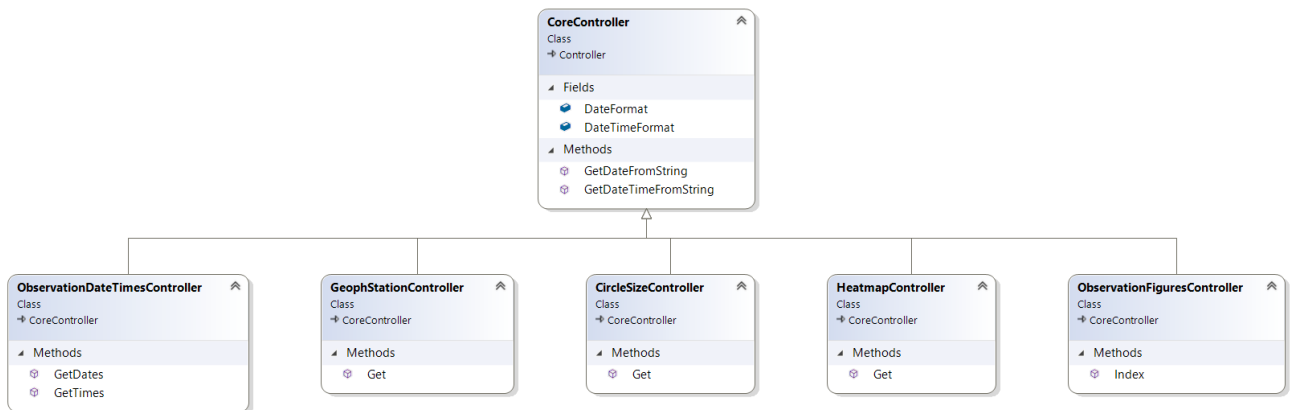 CoreController
Class
Controller
Fields
DateFormat
DateTimeFormat
Methods
GetDateFromString
GetDateTimeFromString
ObservationDateTimesController
Class
CoreController
Methods
GetDates
GetTimes
GeophStationController
Class
CoreController
Methods
Get
CircleSizeController
Class
CoreController
Methods
Get
HeatmapController
Class
CoreController
Methods
Get
ObservationFiguresController
Class
CoreController
Methods
Index